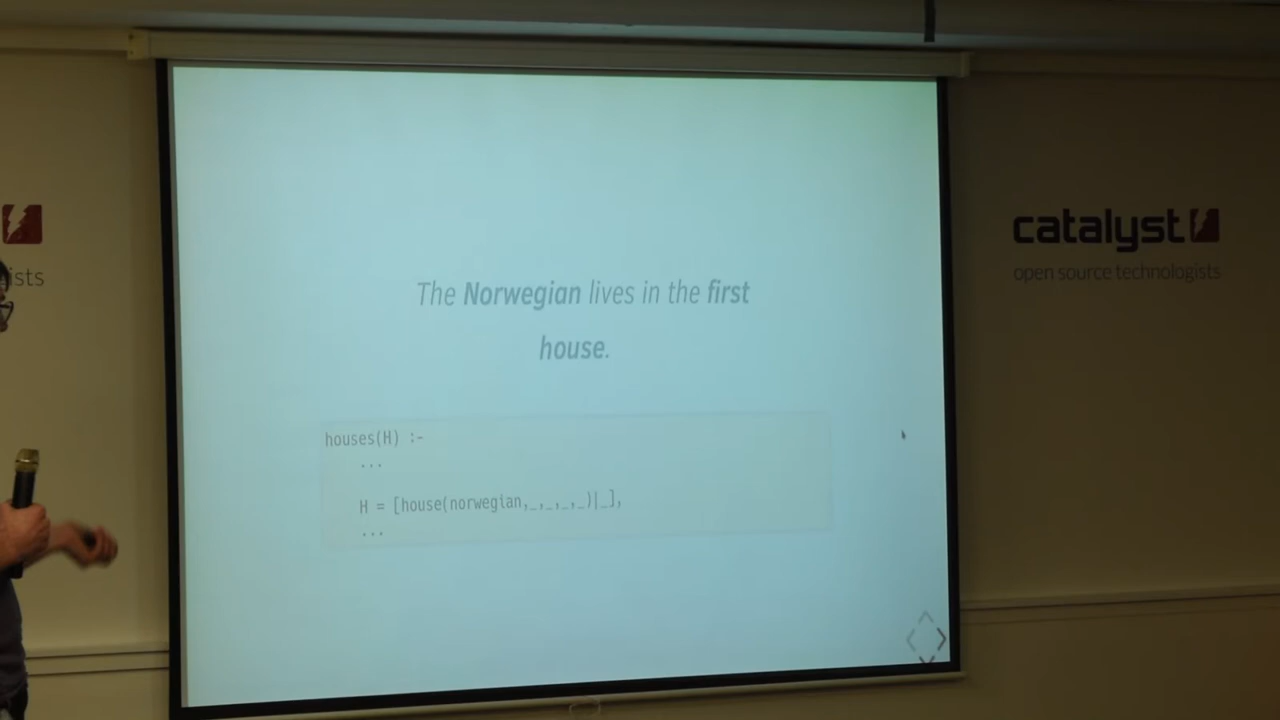 The Norwegian lives in the first
house.
houses(H) :-
...
H = [house(norwegian,_,_,_,_)|_],
...
catalyst
open source technologists
ists